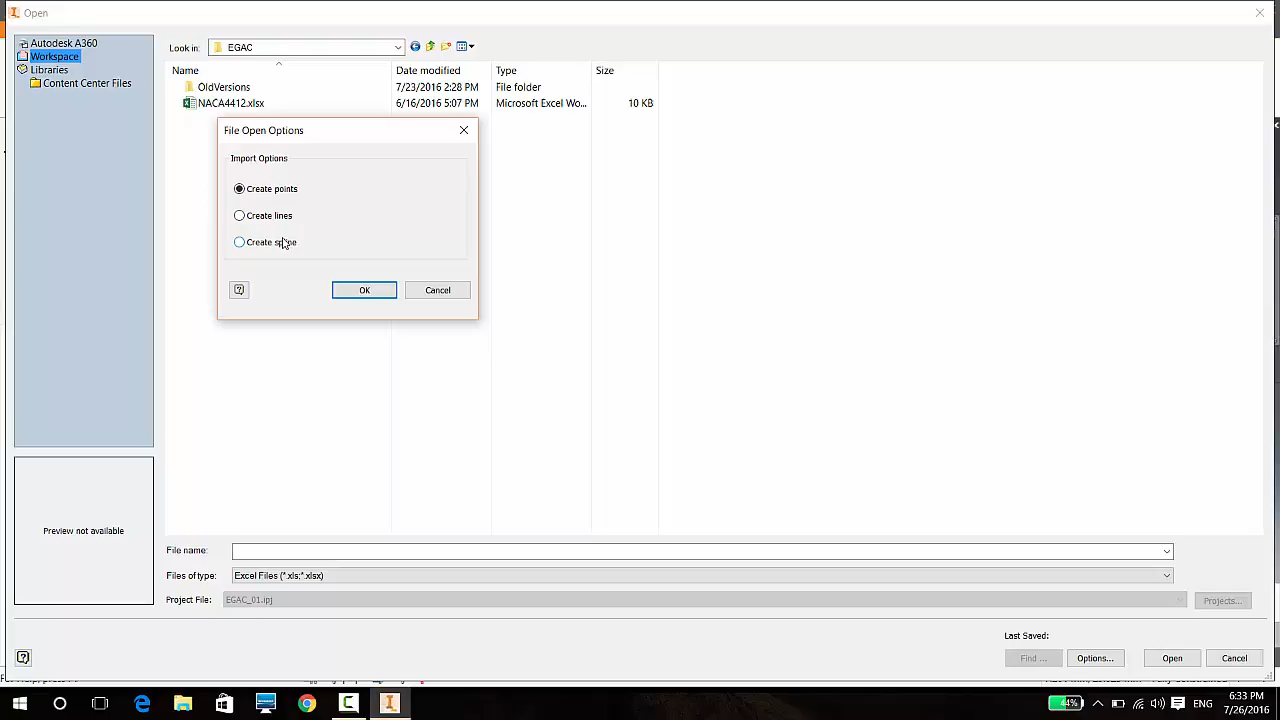 Open
Autodesk A360
Workspace
Libraries
Content Center Files
Look in:
EGAC
Name
Date modified
Type
Size
OldVersions
7/23/2016 2:28 PM
File folder
NACA4412.xlsx
6/16/2016 5:07 PM
Microsoft Excel Wo...
10 KB
File Open Options
Import Options
Create points
Create lines
Create
OK
Cancel
Preview not available
File name:
Files of type:
Excel Files (*.xls;*.xlsx)
Project File:
EGAC_01.ipj
Projects...
Last Saved:
Find ...
Options...
Open
Cancel
44%
ENG
6:33 PM
7/26/2016